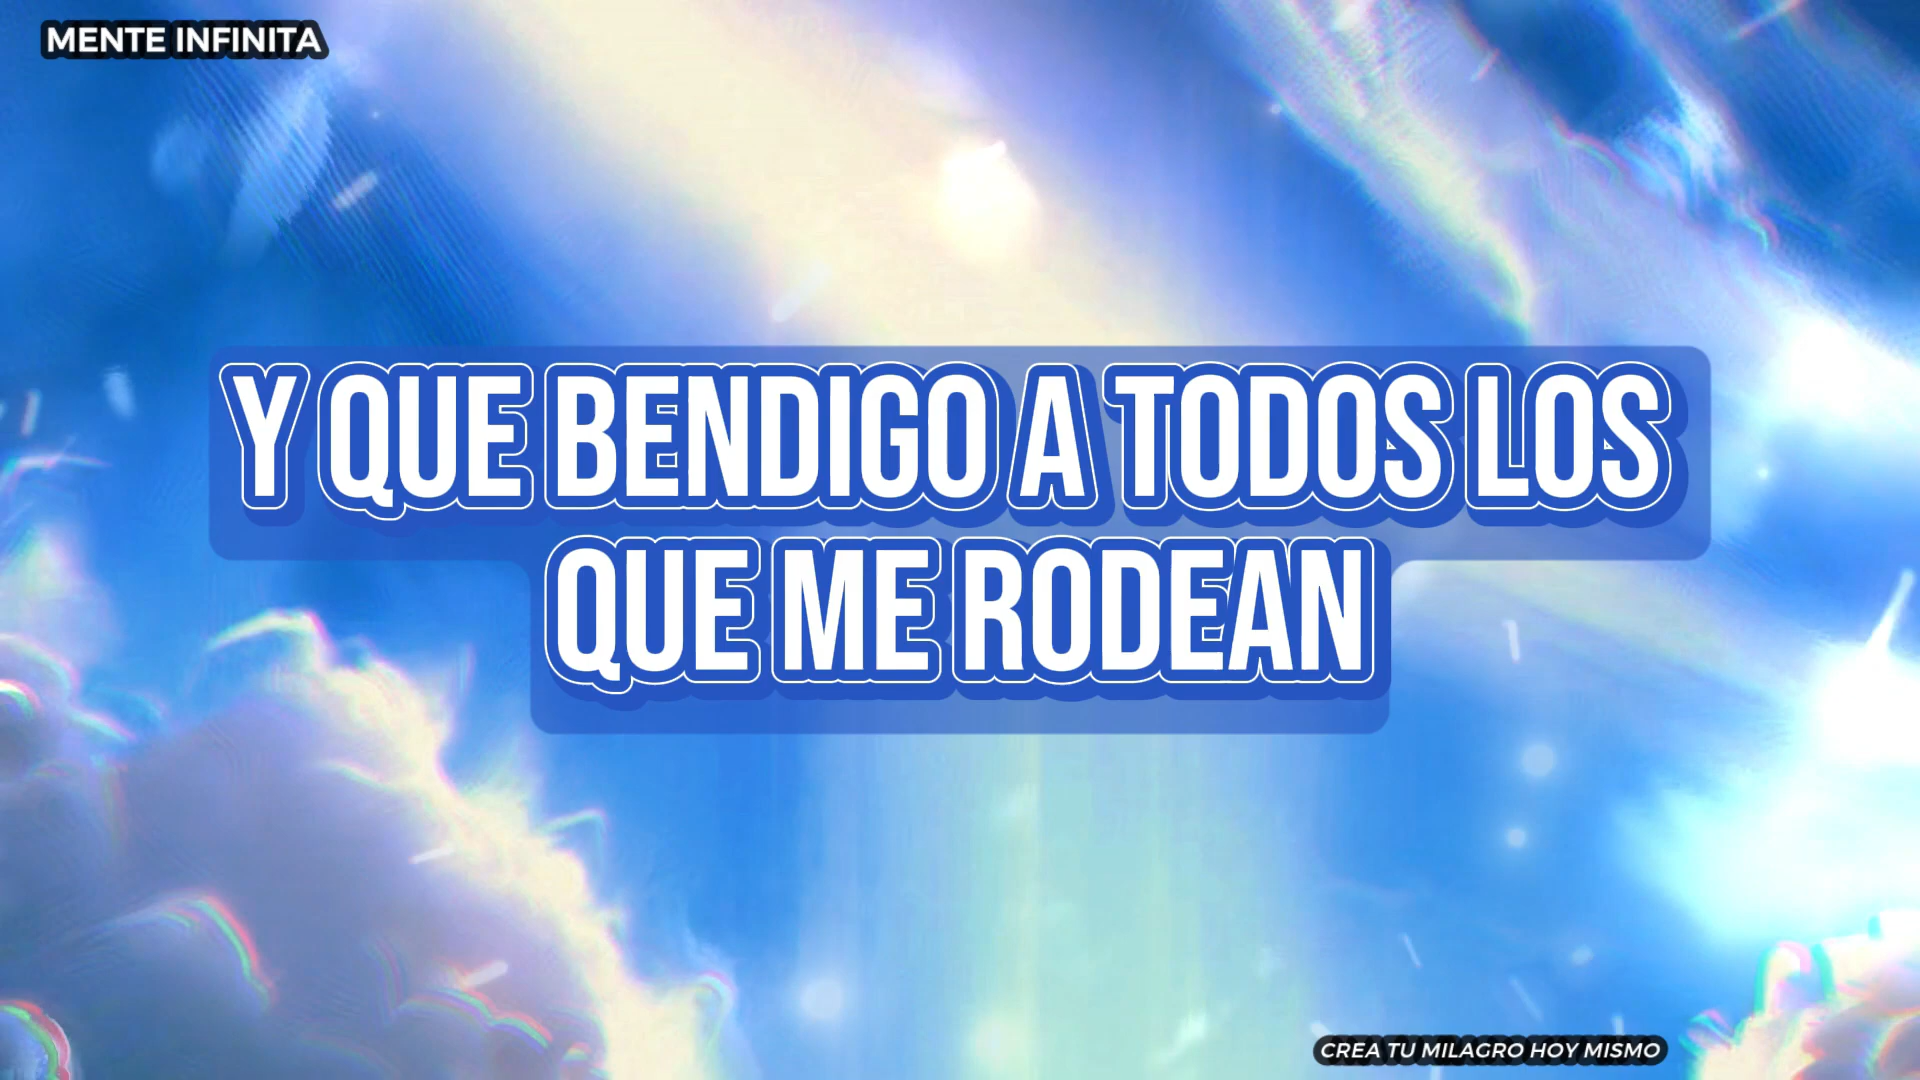 MENTE INFINITA
Y QUE BENDIGO A TODOS LOS
QUE ME RODEAN
CREA TU MILAGRO HOY MISMO